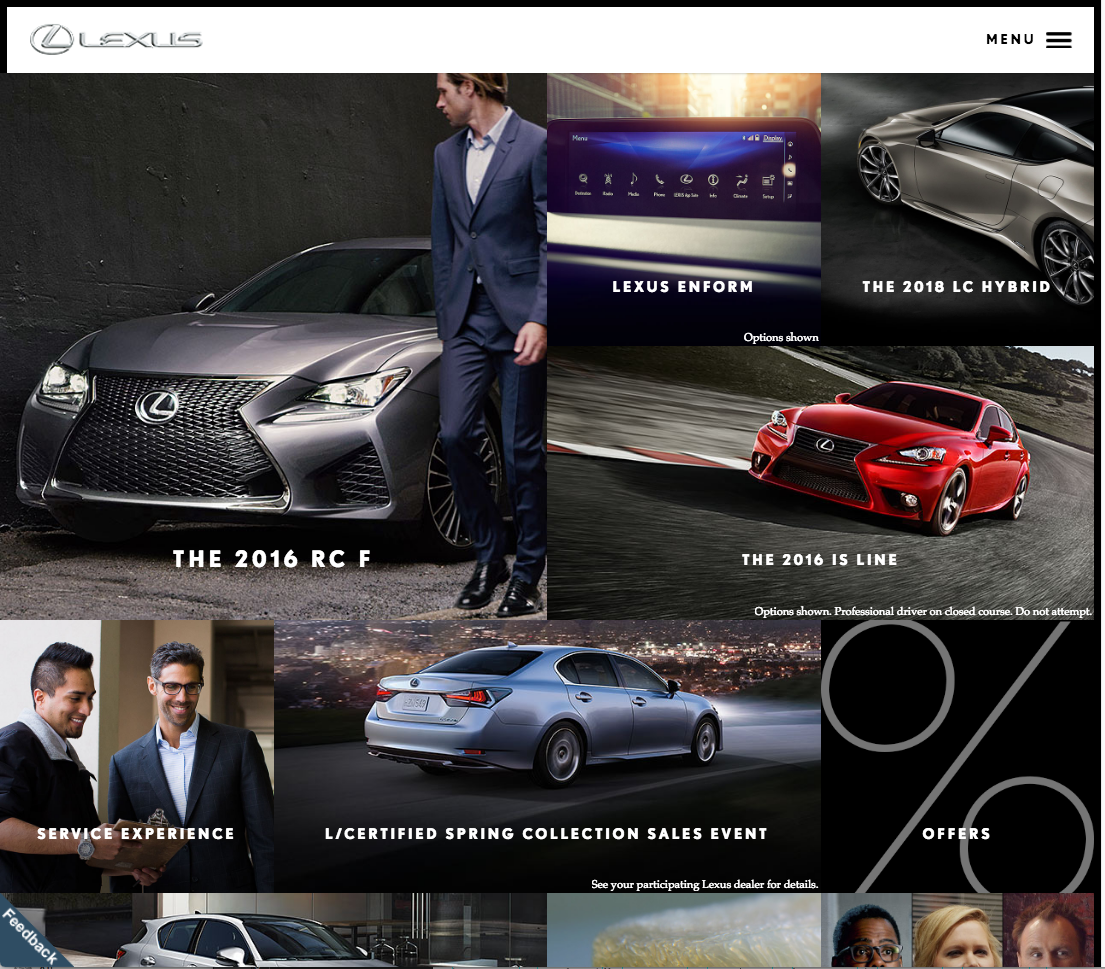 LEXUS
MENU
Menu
Display
Destination
Radio
Media
Phone
LEXUS App Suite
Info
Climate
Setup
LEXUS ENFORM
Options shown
THE 2018 LC HYBRID
THE 2016 RC F
THE 2016 IS LINE
Options shown. Professional driver on closed course. Do not attempt.
SERVICE EXPERIENCE
L/CERTIFIED SPRING COLLECTION SALES EVENT
See your participating Lexus dealer for details.
OFFERS
Feedback